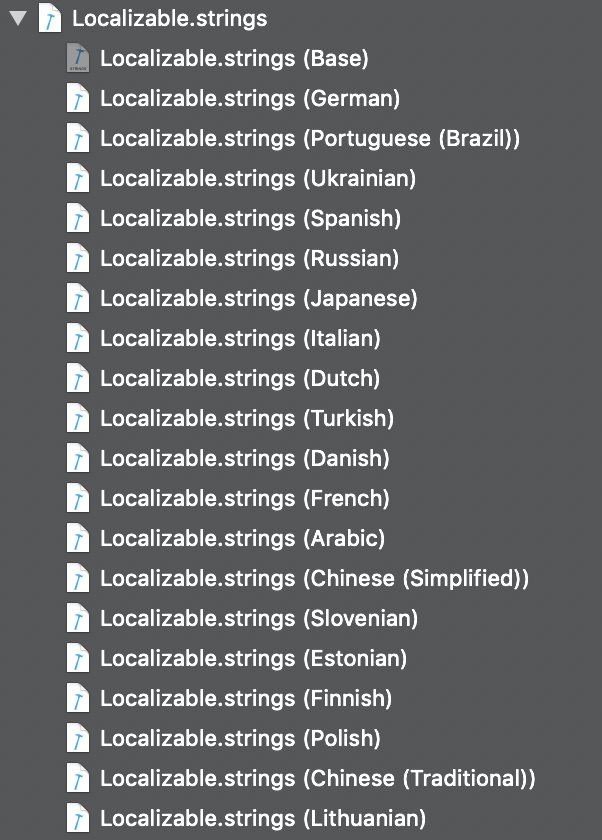 Localizable.strings
Localizable.strings (Base)
Localizable.strings (German)
Localizable.strings (Portuguese (Brazil))
Localizable.strings (Ukrainian)
Localizable.strings (Spanish)
Localizable.strings (Russian)
Localizable.strings (Japanese)
Localizable.strings (Italian)
Localizable.strings (Dutch)
Localizable.strings (Turkish)
Localizable.strings (Danish)
Localizable.strings (French)
Localizable.strings (Arabic)
Localizable.strings (Chinese (Simplified))
Localizable.strings (Slovenian)
Localizable.strings (Estonian)
Localizable.strings (Finnish)
Localizable.strings (Polish)
Localizable.strings (Chinese (Traditional))
Localizable.strings (Lithuanian)